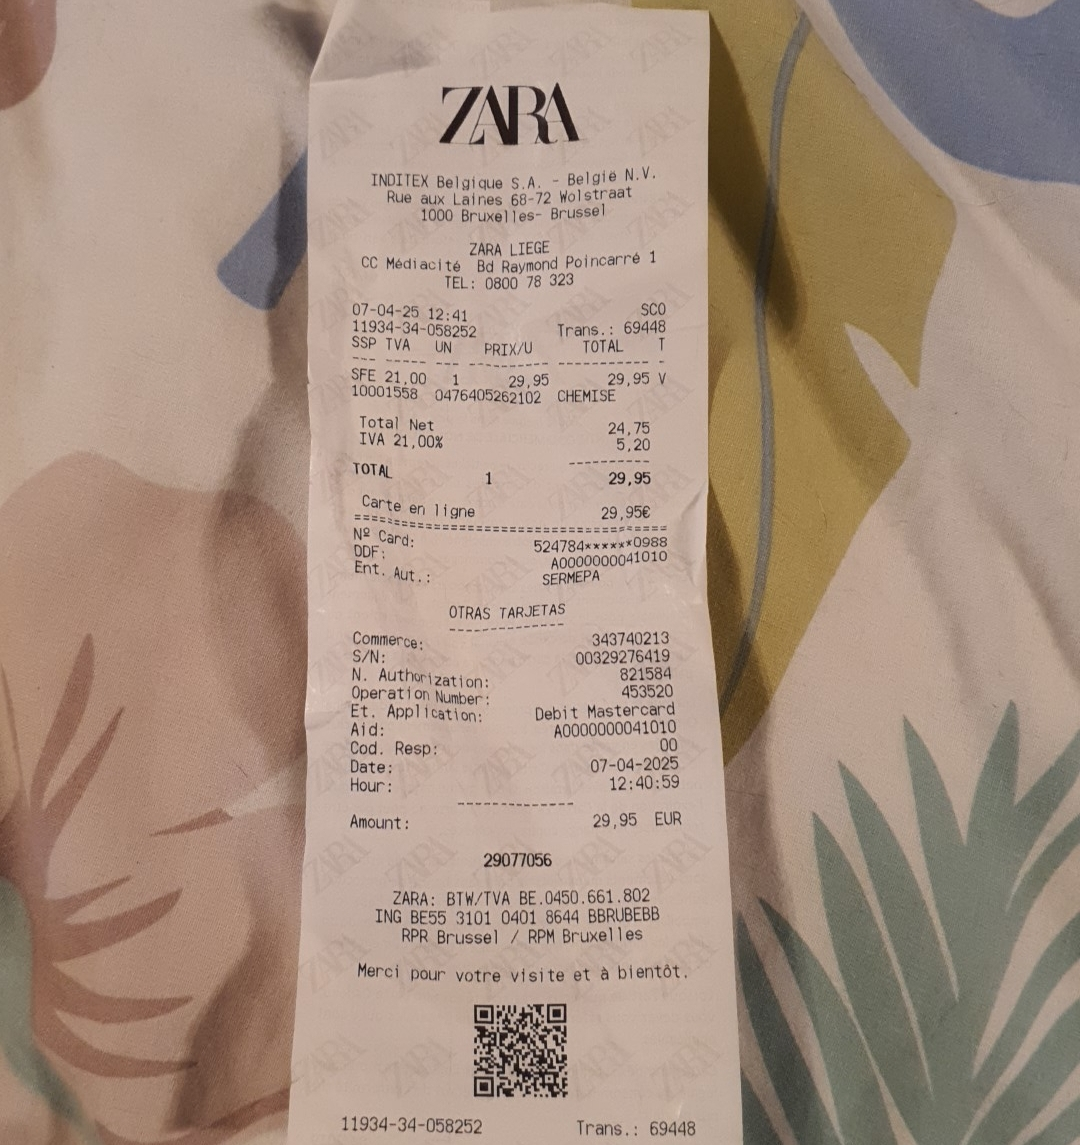 ZARA
INDITEX Belgique S.A. - België N.V.
Rue aux Laines 68-72 Wolstraat
1000 Bruxelles- Brussel
ZARA LIEGE
CC Médiacité Bd Raymond Poincarré 1
TEL: 0800 78 323
07-04-25 12:41 SCO
11934-34-058252 Trans.: 69448
SSP TVA UN PRIX/U TOTAL T
--- ----- --- --------- ----------- -
SFE 21,00 1 29,95 29,95 V
10001558 0476405262102 CHEMISE
Total Net 24,75
IVA 21,00% 5,20
----------
TOTAL 1 29,95
Carte en ligne 29,95€
========================================
Nº Card: 524784******0988
DDF: A0000000041010
Ent. Aut.: SERMEPA
OTRAS TARJETAS
--------------
Commerce: 343740213
S/N: 00329276419
N. Authorization: 821584
Operation Number: 453520
Et. Application: Debit Mastercard
Aid: A0000000041010
Cod. Resp: 00
Date: 07-04-2025
Hour: 12:40:59
--------------
Amount: 29,95 EUR
29077056
ZARA: BTW/TVA BE.0450.661.802
ING BE55 3101 0401 8644 BBRUBEBB
RPR Brussel / RPM Bruxelles
Merci pour votre visite et à bientôt.
11934-34-058252 Trans.: 69448